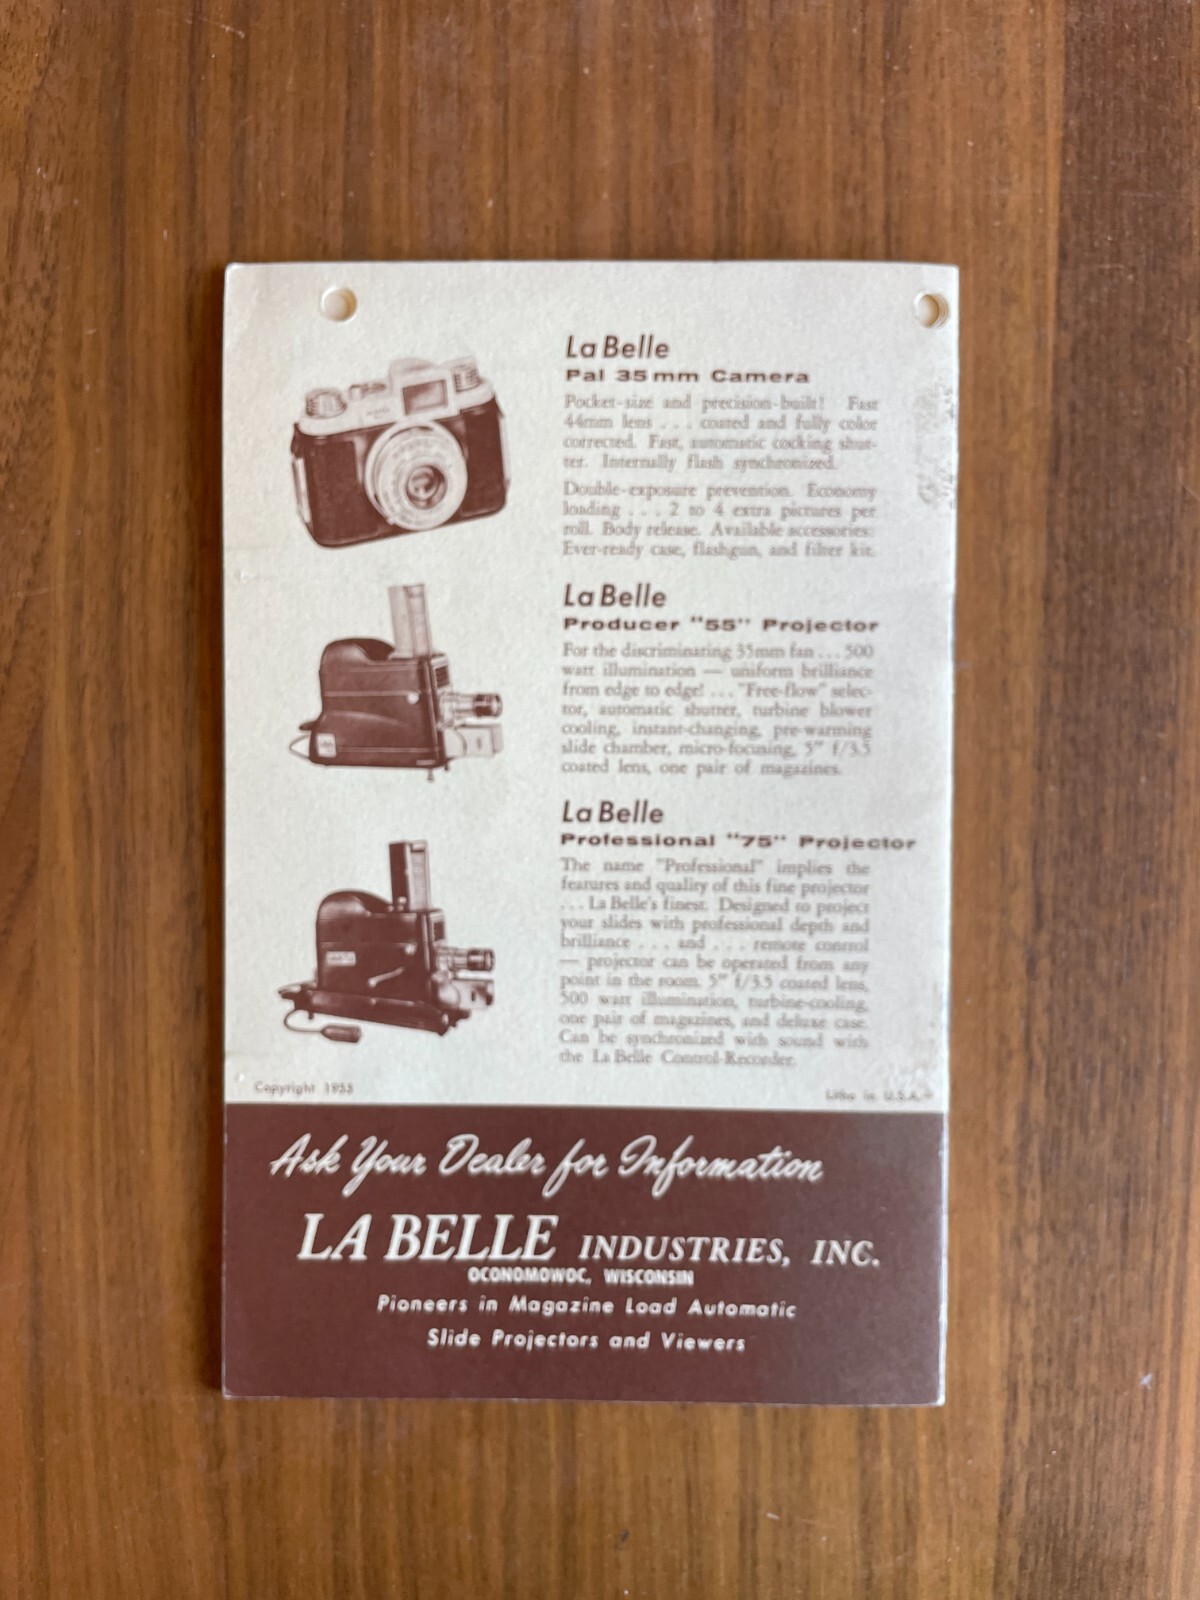 La Belle
Pal 35mm Camera
Pocket-size and precision-built! Fast
44mm lens . . . coated and fully color
corrected. Fast, automatic cocking shut-
ter. Internally flash synchronized.
Double-exposure prevention. Economy
loading . . . 2 to 4 extra pictures per
roll. Body release. Available accessories:
Ever-ready case, flashgun, and filter kit.
La Belle
Producer "55" Projector
For the discriminating 35mm fan . . . 500
watt illumination — uniform brilliance
from edge to edge! . . . "Free-flow" selec-
tor, automatic shutter, turbine blower
cooling, instant-changing, pre-warming
slide chamber, micro-focusing, 5" f/3.5
coated lens, one pair of magazines.
La Belle
Professional "75" Projector
The name "Professional" implies the
features and quality of this fine projector
. . . La Belle's finest. Designed to project
your slides with professional depth and
brilliance . . . and . . . remote control
— projector can be operated from any
point in the room. 5" f/3.5 coated lens,
500 watt illumination, turbine-cooling,
one pair of magazines, and deluxe case.
Can be synchronized with sound with
the La Belle Control-Recorder.
Copyright
Litho in U.S.A.
Ask Your Dealer for Information
LA BELLE INDUSTRIES, INC.
OCONOMOWOC, WISCONSIN
Pioneers in Magazine Load Automatic
Slide Projectors and Viewers